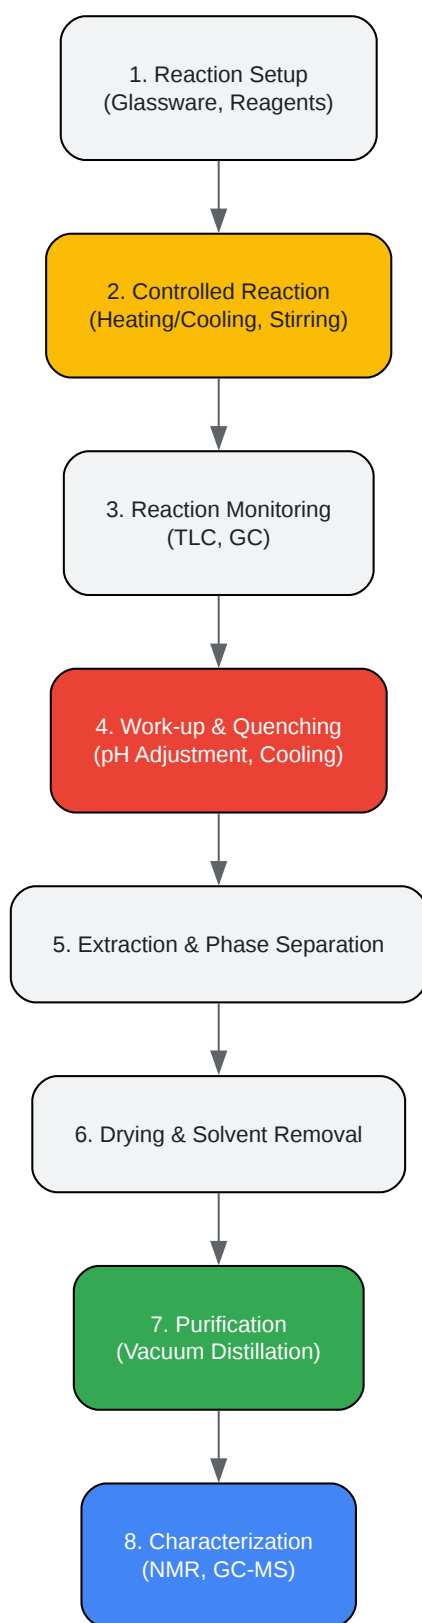 1. Reaction Setup
(Glassware, Reagents)
2. Controlled Reaction
(Heating/Cooling, Stirring)
3. Reaction Monitoring
(TLC, GC)
4. Work-up & Quenching
(pH Adjustment, Cooling)
5. Extraction & Phase Separation
6. Drying & Solvent Removal
7. Purification
(Vacuum Distillation)
8. Characterization
(NMR, GC-MS)